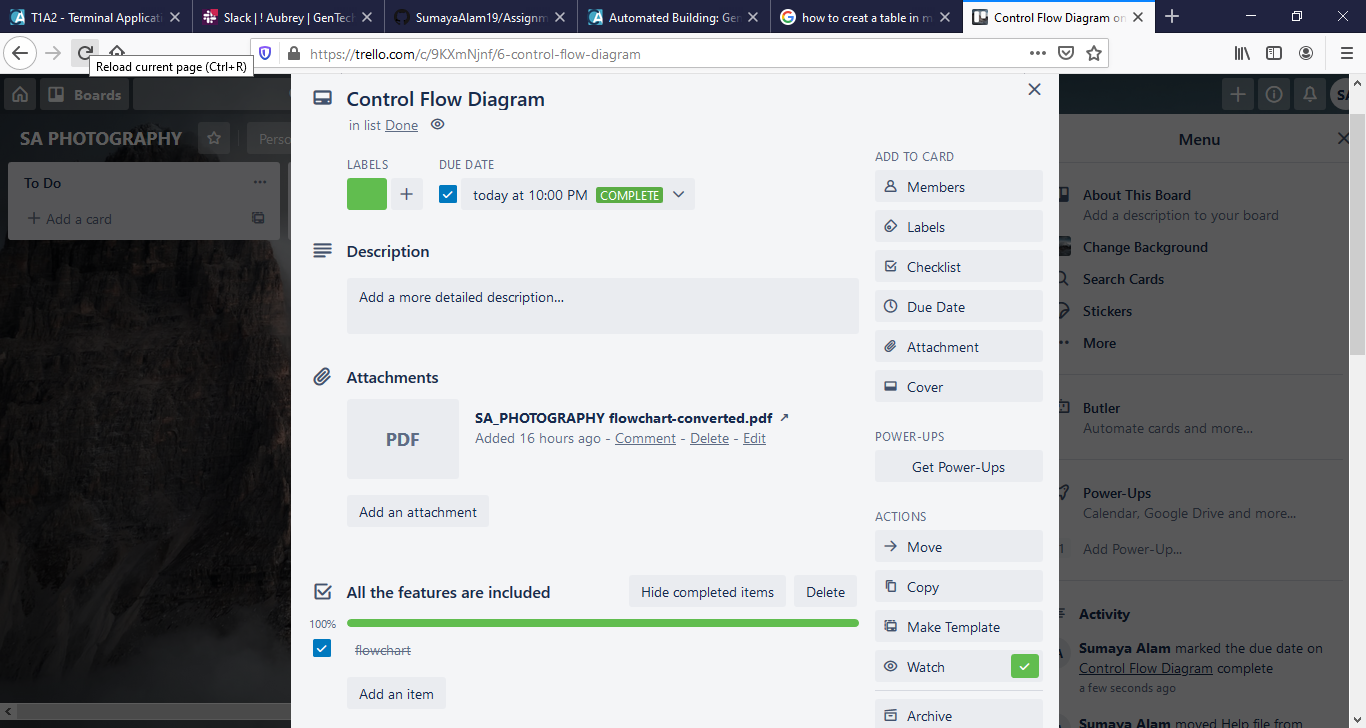 T1A2 - Terminal Applicati
Slack | ! Aubrey | GenTech
SumayaAlam19/Assignm
Automated Building: Gen
how to creat a table in m
Control Flow Diagram on
https://trello.com/c/9KXmNjnf/6-control-flow-diagram
Reload current page (Ctrl+R)
Boards
SA PHOTOGRAPHY
Perso
To Do
Add a card
Control Flow Diagram
in list Done
LABELS
DUE DATE
today at 10:00 PM COMPLETE
Description
Add a more detailed description...
Attachments
PDF
SA_PHOTOGRAPHY flowchart-converted.pdf ↗
Added 16 hours ago - Comment - Delete - Edit
Add an attachment
All the features are included
Hide completed items
Delete
100%
flowchart
Add an item
ADD TO CARD
Members
Labels
Checklist
Due Date
Attachment
Cover
POWER-UPS
Get Power-Ups
ACTIONS
Move
Copy
Make Template
Watch
Archive
SA
Menu
About This Board
Add a description to your board
Change Background
Search Cards
Stickers
More
Butler
Automate cards and more...
Power-Ups
Calendar, Google Drive and more...
Add Power-Up...
Activity
Sumaya Alam marked the due date on
Control Flow Diagram complete
a few seconds ago
Sumaya Alam moved Help file from